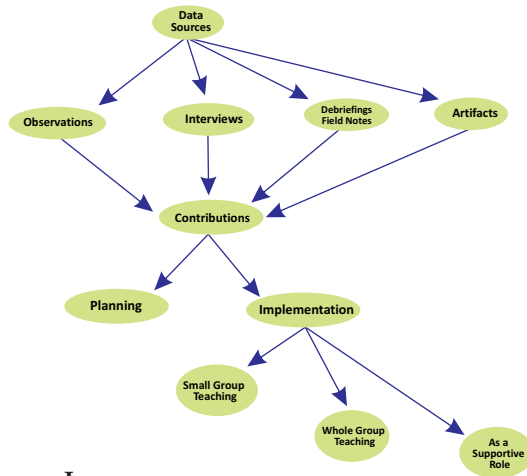 Data
Sources
Observations
Interviews
Debriefings
Field Notes
Artifacts
Contributions
Planning
Implementation
Small Group
Teaching
Whole Group
Teaching
As a
Supportive
Role